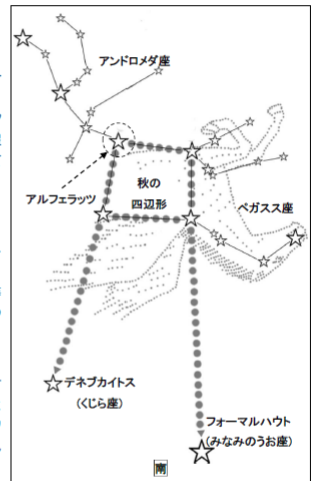 アンドロメダ座
アルフェラッツ
秋の
四辺形
ペガスス座
デネブカイトス
(くじら座)
フォーマルハウト
(みなみのうお座)
南